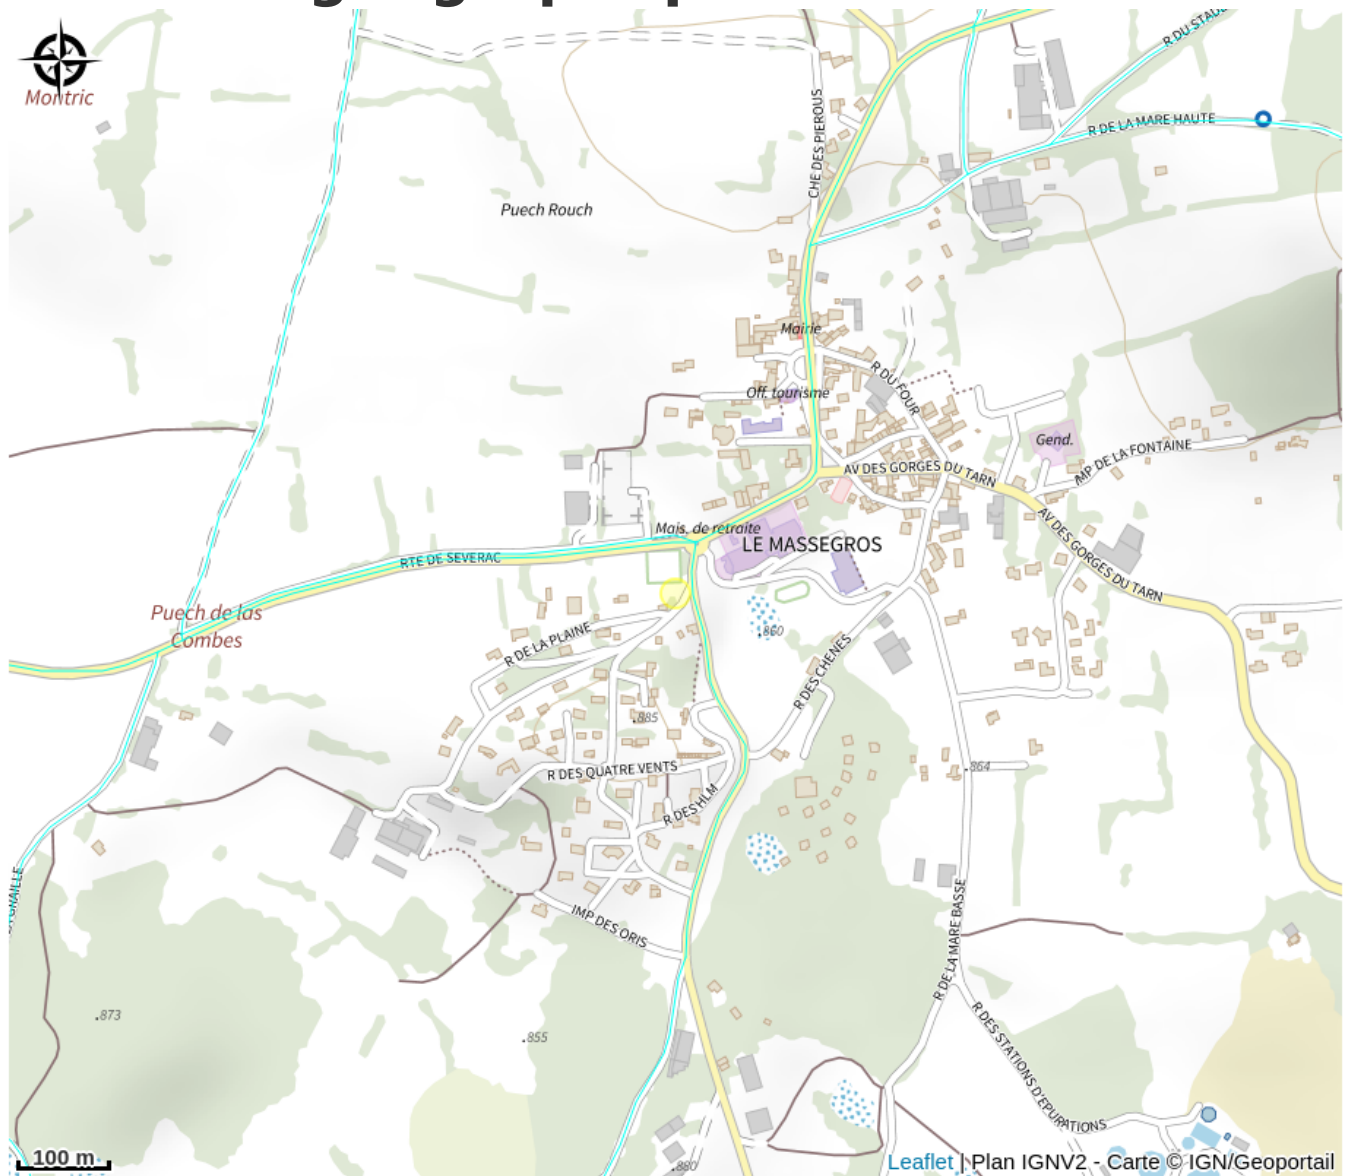 Montric
R DU STADE
CHE DES PIEROUS
R DE LA MARE HAUTE
Puech Rouch
Mairie
R DU FOUR
Off. tourisme
Gend.
IMP DE LA FONTAINE
AV DES GORGES DU TARN
Mais. de retraite
LE MASSEGROS
AV DES GORGES DU TARN
RTE DE SEVERAC
Puech de las
Combes
R DE LA PLAINE
.860
R DES CHENES
.885
.864
R DES QUATRE VENTS
R DES HLM
IMP DES ORIS
R DE LA MARE BASSE
.873
.855
R DES STATIONS D'EPURATIONS
100 m
.880
Leaflet | Plan IGNV2 - Carte © IGN/Geoportail